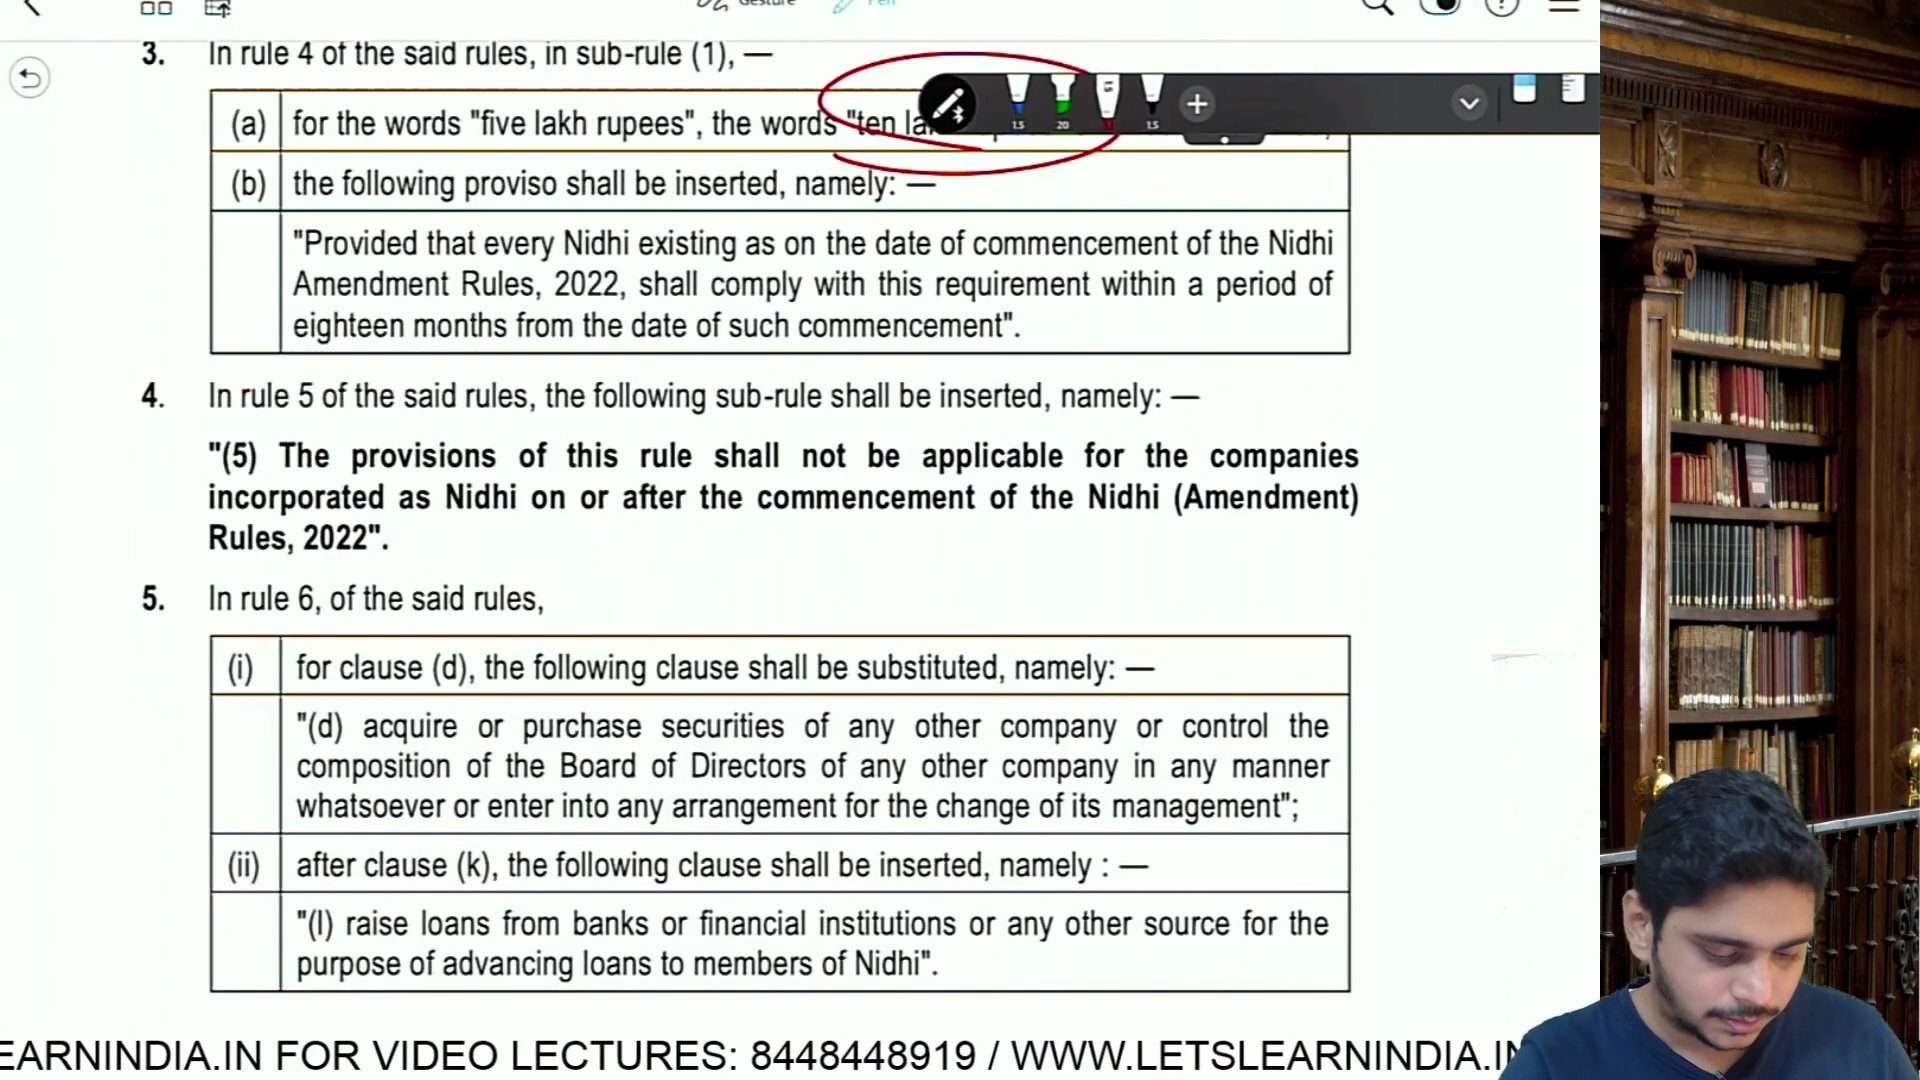 Gesture Pen
3. In rule 4 of the said rules, in sub-rule (1), —
(a) for the words "five lakh rupees", the words "ten
15 20 15 15
(b) the following proviso shall be inserted, namely: —
"Provided that every Nidhi existing as on the date of commencement of the Nidhi
Amendment Rules, 2022, shall comply with this requirement within a period of
eighteen months from the date of such commencement".
4. In rule 5 of the said rules, the following sub-rule shall be inserted, namely: —
"(5) The provisions of this rule shall not be applicable for the companies
incorporated as Nidhi on or after the commencement of the Nidhi (Amendment)
Rules, 2022".
5. In rule 6, of the said rules,
(i) for clause (d), the following clause shall be substituted, namely: —
"(d) acquire or purchase securities of any other company or control the
composition of the Board of Directors of any other company in any manner
whatsoever or enter into any arrangement for the change of its management";
(ii) after clause (k), the following clause shall be inserted, namely : —
"(l) raise loans from banks or financial institutions or any other source for the
purpose of advancing loans to members of Nidhi".
EARNINDIA.IN FOR VIDEO LECTURES: 8448448919 / WWW.LETSLEARNINDIA.IN